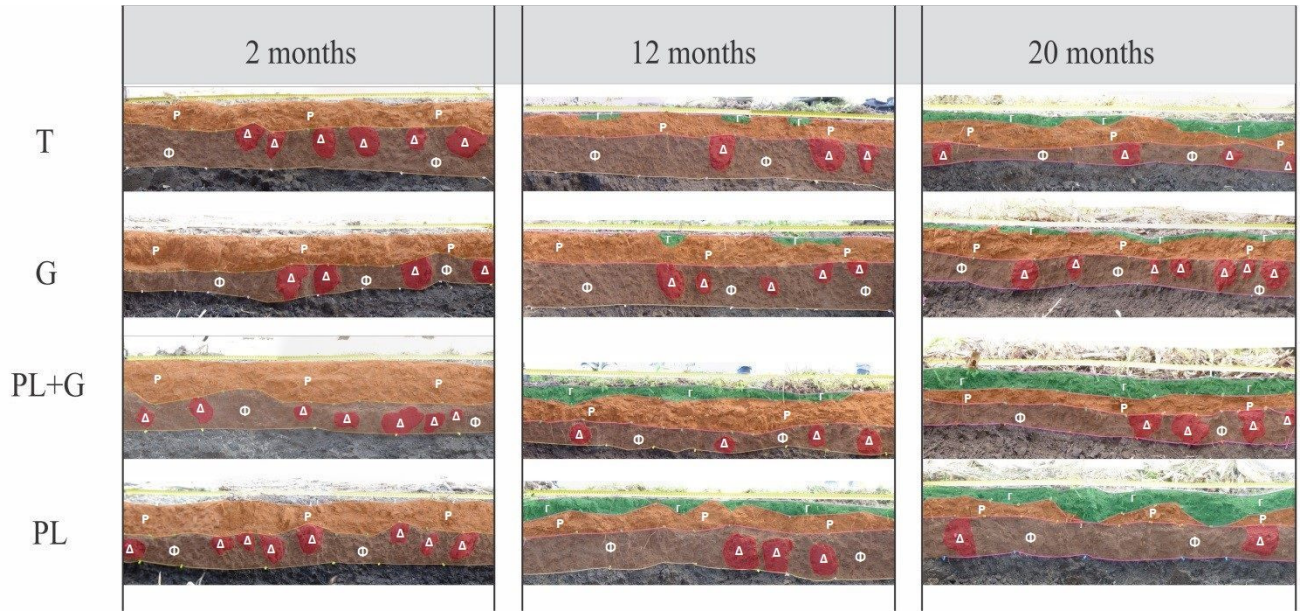 2 months 12 months 20 months
T
P P P
Δ Δ Δ Δ Δ Δ
Φ Φ
Γ Γ Γ
P P
Φ Δ Φ Δ Δ
Γ Γ
P P P
Δ Φ Δ Φ Δ Δ
G
P P P
Φ Δ Δ Φ Δ Φ Δ
Γ Γ
P P P
Φ Δ Δ Φ Δ Δ Δ Φ
Γ Γ Γ
P P P
Φ Δ Δ Φ Δ Δ Δ Δ Φ Δ
PL+G
P P P
Δ Δ Φ Δ Δ Δ Δ Δ Φ
Γ Γ Γ
P P
Δ Φ Δ Φ Δ Δ
Γ Γ Γ
P P P
Φ Δ Δ Φ Δ Δ
PL
P P P
Δ Φ Δ Δ Δ Δ Φ Δ Δ Δ
Γ Γ Γ
P P P
Φ Δ Δ Δ Φ
Γ Γ Γ
P P P
Δ Φ Φ Δ